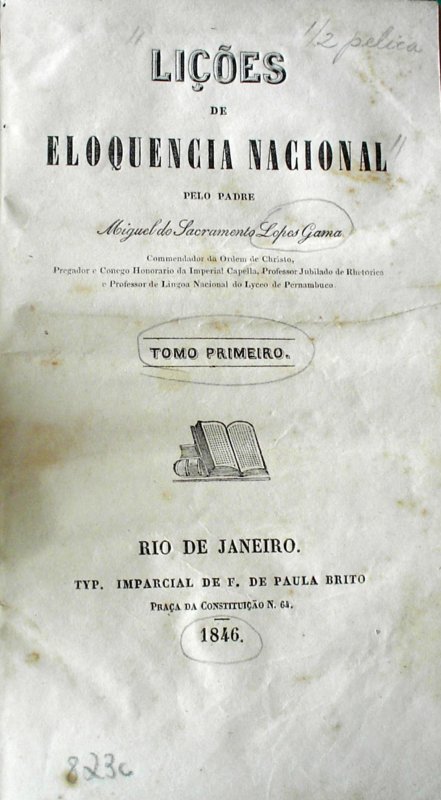 1/2 pelica
LIÇÕES
DE
ELOQUENCIA NACIONAL
PELO PADRE
Miguel do Sacramento Lopes Gama
Commendador da Ordem de Christo,
Pregador e Conego Honorario da Imperial Capella, Professor Jubilado de Rhetorica
e Professor de Lingoa Nacional do Lyceo de Pernambuco.
TOMO PRIMEIRO.
RIO DE JANEIRO.
TYP. IMPARCIAL DE F. DE PAULA BRITO
PRAÇA DA CONSTITUIÇÃO N. 64.
1846.
823c